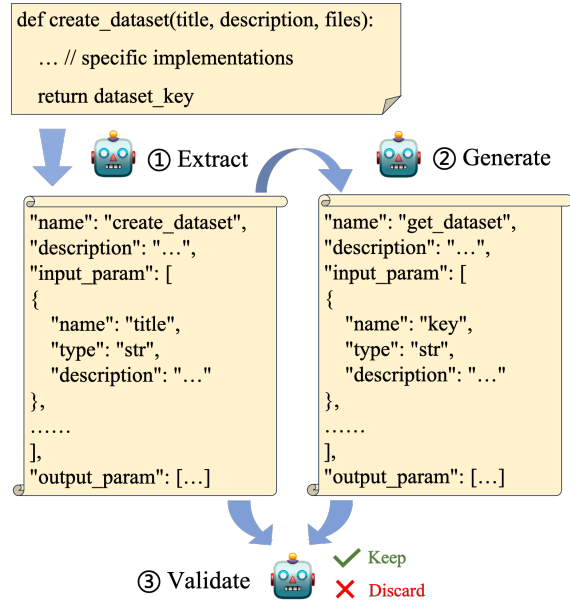 def create_dataset(title, description, files):
… // specific implementations
return dataset_key
① Extract
② Generate
"name": "create_dataset",
"description": "…",
"input_param": [
{
"name": "title",
"type": "str",
"description": "…"
},
……
],
"output_param": […]
"name": "get_dataset",
"description": "…",
"input_param": [
{
"name": "key",
"type": "str",
"description": "…"
},
……
],
"output_param": […]
③ Validate
Keep
Discard